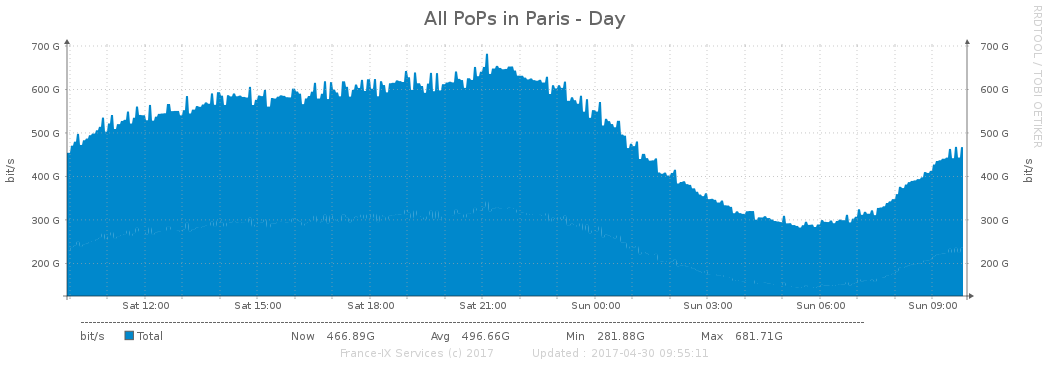 All PoPs in Paris - Day
RRDTOOL / TOBI OETIKER
700 G 700 G
600 G 600 G
500 G 500 G
400 G 400 G
300 G 300 G
200 G 200 G
bit/s bit/s
Sat 12:00 Sat 15:00 Sat 18:00 Sat 21:00 Sun 00:00 Sun 03:00 Sun 06:00 Sun 09:00
bit/s Total Now 466.89G Avg 496.66G Min 281.88G Max 681.71G
France-IX Services (c) 2017 Updated : 2017-04-30 09:55:11